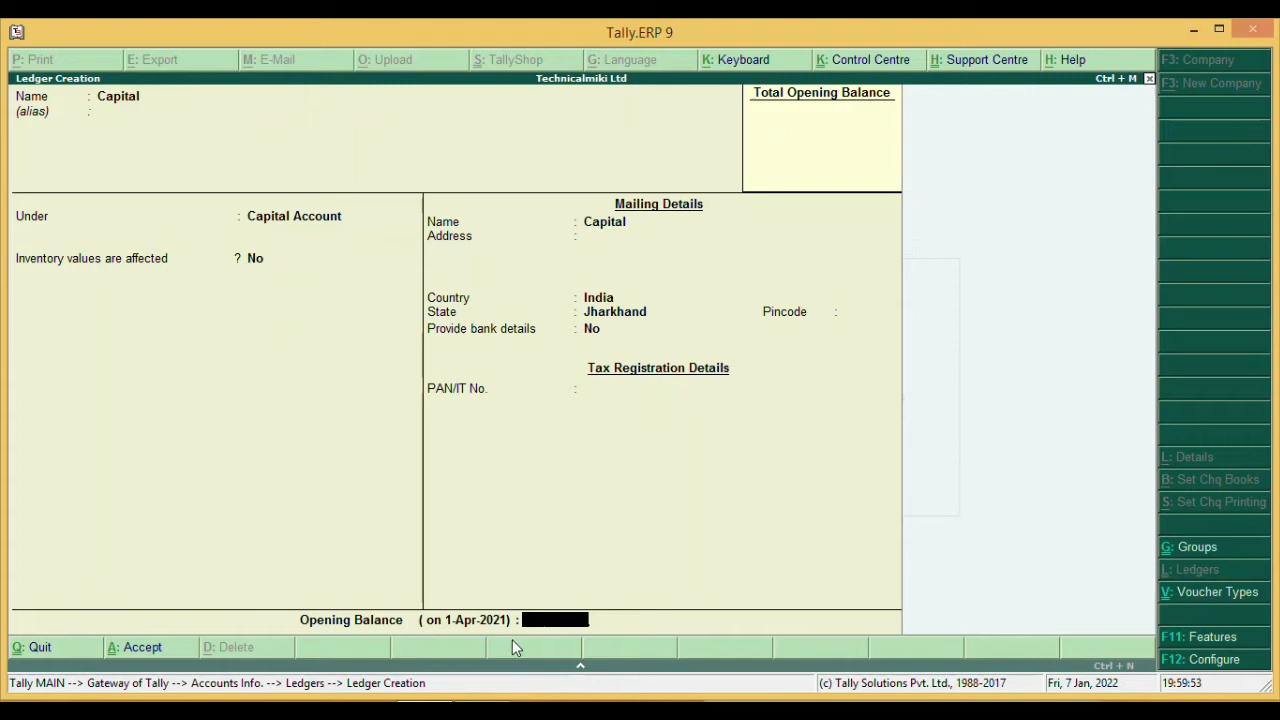 Tally.ERP 9
P: Print E: Export M: E-Mail O: Upload S: TallyShop G: Language K: Keyboard K: Control Centre H: Support Centre H: Help
Ledger Creation Technicalmiki Ltd Ctrl + M
Name : Capital
(alias) :
Total Opening Balance
Under : Capital Account
Inventory values are affected ? No
Mailing Details
Name : Capital
Address :
Country : India
State : Jharkhand Pincode :
Provide bank details : No
Tax Registration Details
PAN/IT No. :
Opening Balance ( on 1-Apr-2021) :
F3: Company
F3: New Company
L: Details
B: Set Chq Books
S: Set Chq Printing
G: Groups
L: Ledgers
V: Voucher Types
F11: Features
F12: Configure
Q: Quit A: Accept D: Delete
Ctrl + N
Tally MAIN --> Gateway of Tally --> Accounts Info. --> Ledgers --> Ledger Creation (c) Tally Solutions Pvt. Ltd., 1988-2017 Fri, 7 Jan, 2022 19:59:53